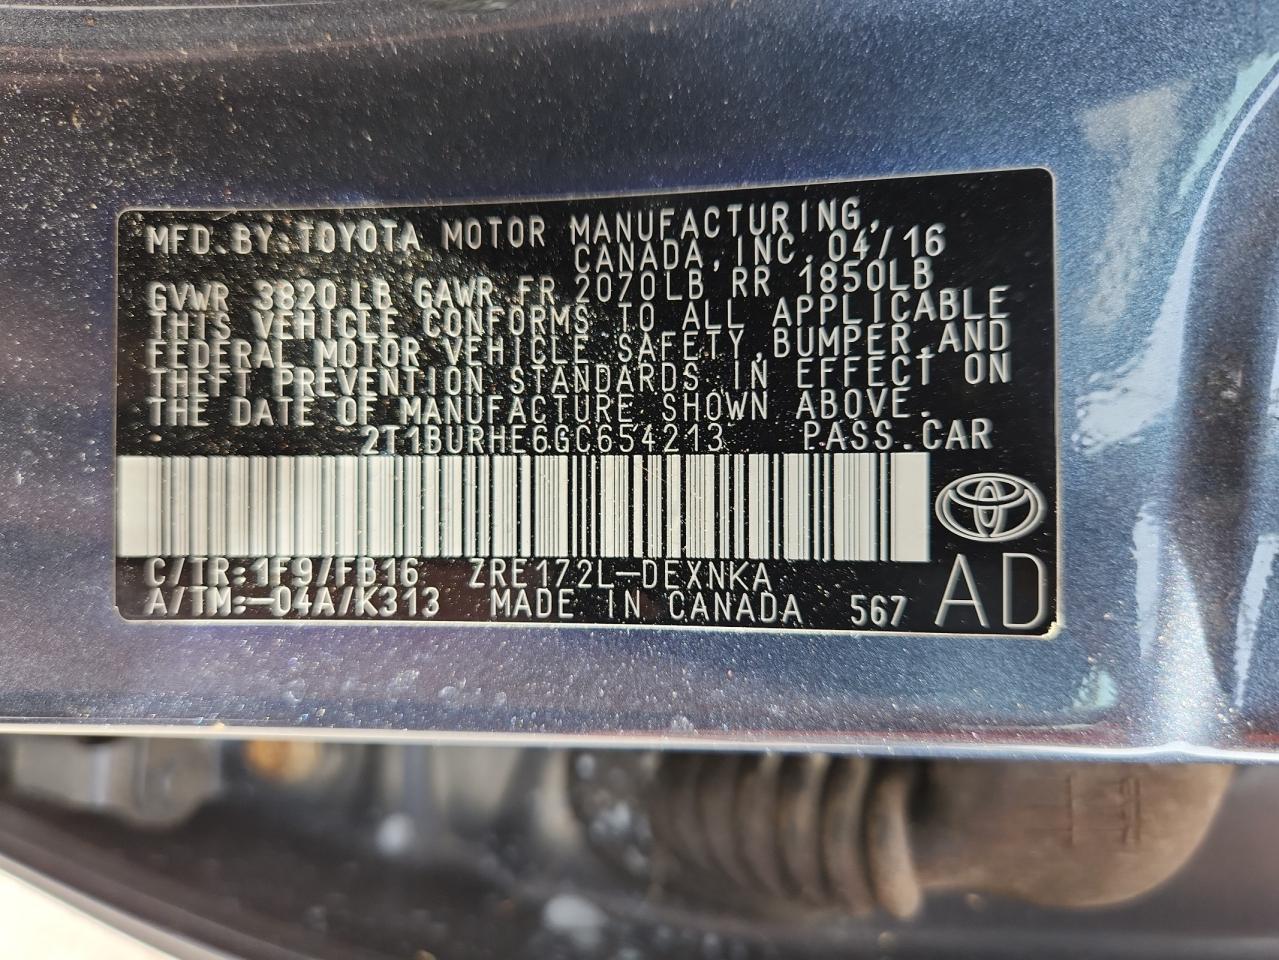 MFD.BY:TOYOTA MOTOR MANUFACTURING,
CANADA,INC.04/16
GVWR 3820LB GAWR FR 2070LB RR 1850LB
THIS VEHICLE CONFORMS TO ALL APPLICABLE
FEDERAL MOTOR VEHICLE SAFETY,BUMPER,AND
THEFT PREVENTION STANDARDS IN EFFECT ON
THE DATE OF MANUFACTURE SHOWN ABOVE.
2T1BURHE6GC654213 PASS.CAR
C/TR:1F9/FB16 ZRE172L-DEXNKA
A/TM:-04A/K313 MADE IN CANADA 567 AD